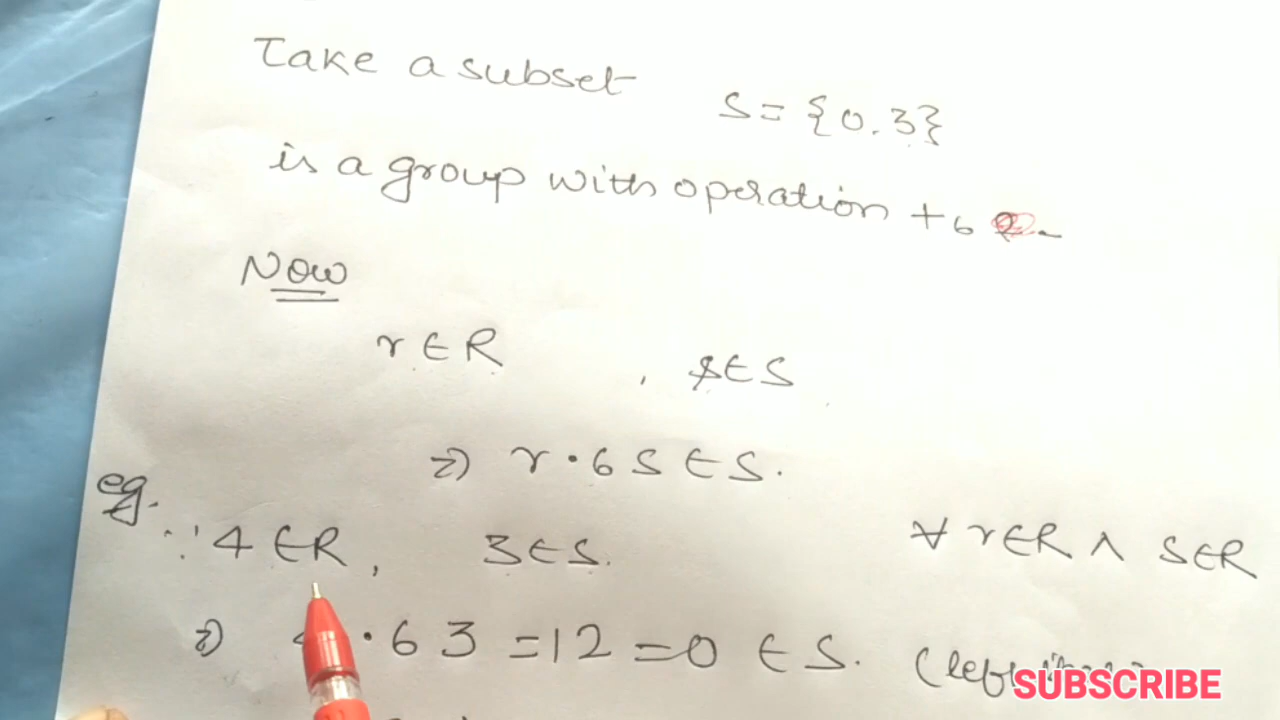 Take a subset S = {0.3}
is a group with operation +6
Now
r ∈ R , s ∈ S
⇒ r ·6 S ∈ S.
eg. ∵ 4 ∈ R, 3 ∈ S. ∀ r ∈ R ∧ S ∈ R
⇒ ·6 3 = 12 = 0 ∈ S.
SUBSCRIBE